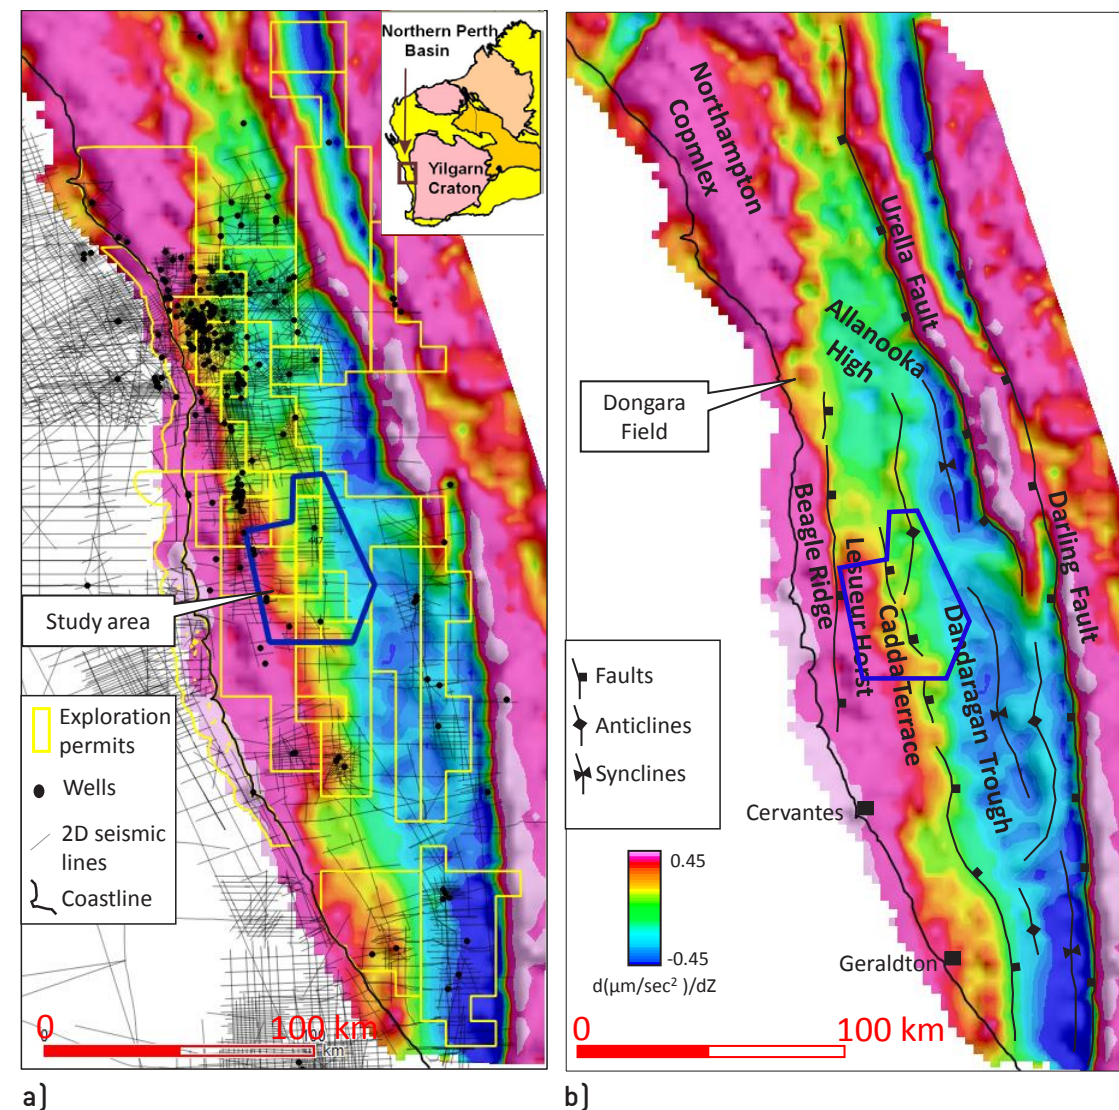 Northern Perth
Basin
Yilgarn
Craton
447
Study area
Exploration
permits
Wells
2D seismic
lines
Coastline
0
100 km
km
a)
Northampton
Copmlex
Urella Fault
Allanooka
High
Dongara
Field
Beagle Ridge
Lesueur Horst
Cadda Terrace
Dandaragan Trough
Darling Fault
Faults
Anticlines
Synclines
Cervantes
0.45
-0.45
d(μm/sec² )/dZ
Geraldton
0
100 km
b)